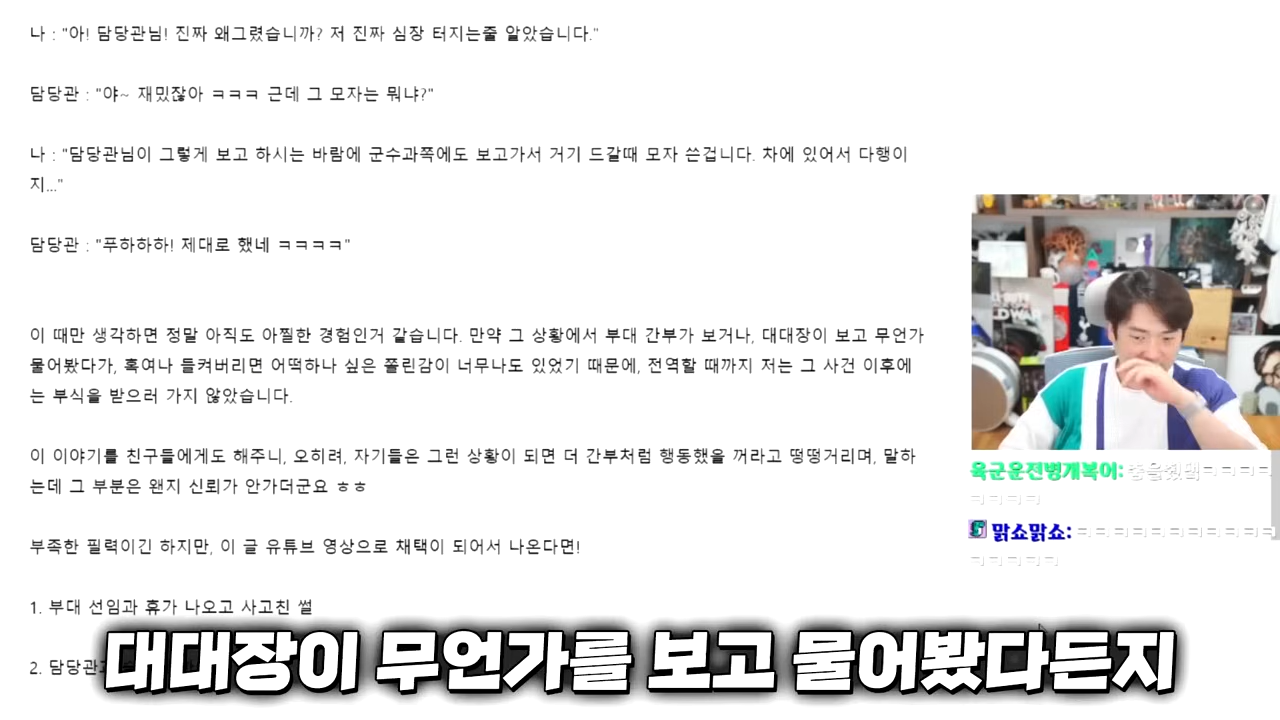 나 : "아! 담당관님! 진짜 왜그렸습니까? 저 진짜 심장 터지는줄 알았습니다."
담당관 : "야~ 재밌잖아 ㅋㅋㅋ 근데 그 모자는 뭐냐?"
나 : "담당관님이 그렇게 보고 하시는 바람에 군수과쪽에도 보고가서 거기 드갈때 모자 쓴겁니다. 차에 있어서 다행이
지..."
담당관 : "푸하하하! 제대로 했네 ㅋㅋㅋㅋ"
이 때만 생각하면 정말 아직도 아찔한 경험인거 같습니다. 만약 그 상황에서 부대 간부가 보거나, 대대장이 보고 무언가
물어봤다가, 혹여나 들켜버리면 어떡하나 싶은 쫄린감이 너무나도 있었기 때문에, 전역할 때까지 저는 그 사건 이후에
는 부식을 받으러 가지 않았습니다.
이 이야기를 친구들에게도 해주니, 오히려, 자기들은 그런 상황이 되면 더 간부처럼 행동했을 꺼라고 떵떵거리며, 말하
는데 그 부분은 왠지 신뢰가 안가더군요 ㅎㅎ
부족한 필력이긴 하지만, 이 글 유튜브 영상으로 채택이 되어서 나온다면!
1. 부대 선임과 휴가 나오고 사고친 썰
2. 담당관
대대장이 무언가를 보고 물어봤다든지
육군운전병개복어: ㅋㅋㅋㅋ
ㅋㅋㅋㅋ
맑쇼맑쇼: ㅋㅋㅋㅋㅋㅋㅋㅋㅋㅋㅋ
ㅋㅋㅋㅋㅋ